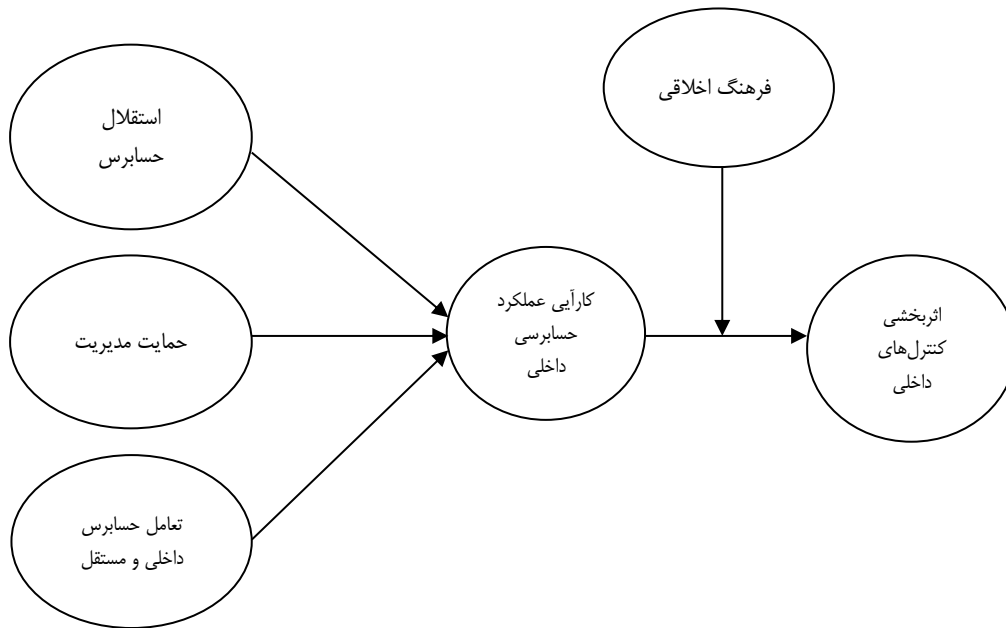 استقلال
حسابرس
فرهنگ اخلاقی
حمایت مدیریت
کارآیی عملکرد
حسابرسی
داخلی
اثربخشی
کنترل‌های
داخلی
تعامل حسابرس
داخلی و مستقل